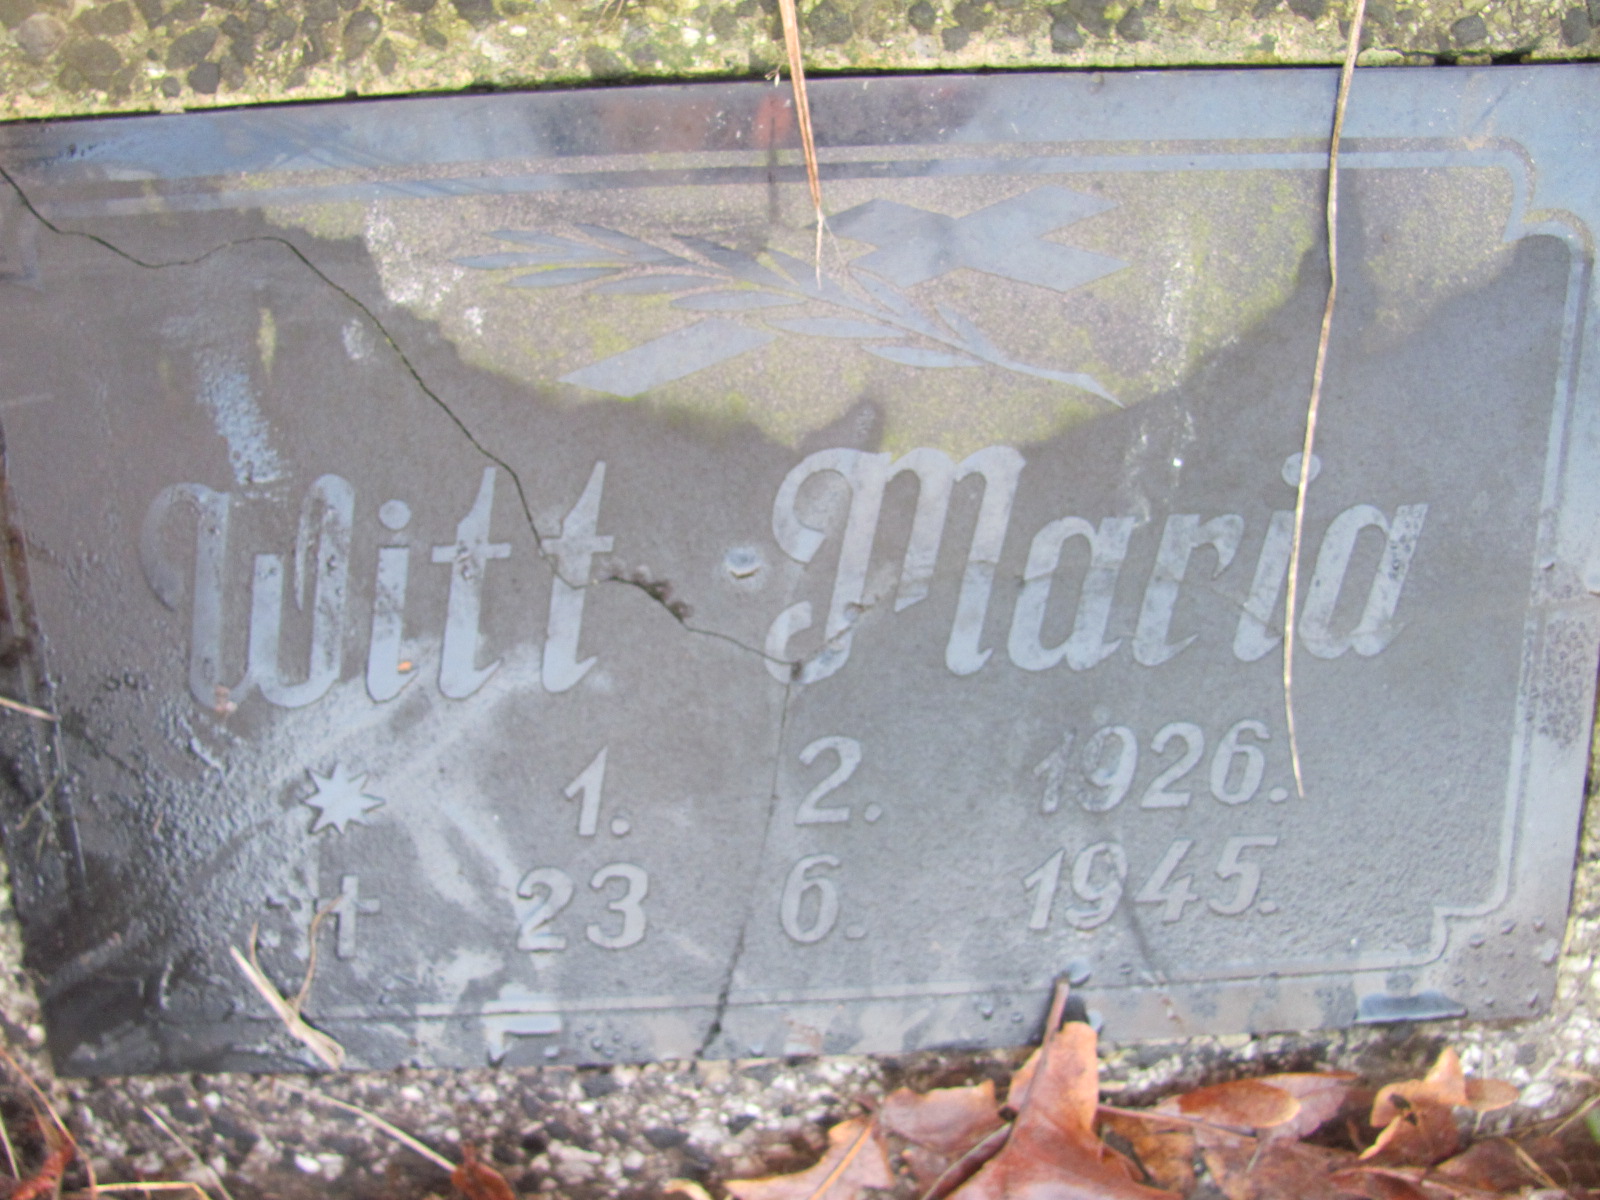 Witt Maria
* 1. 2. 1926.
† 23 6. 1945.